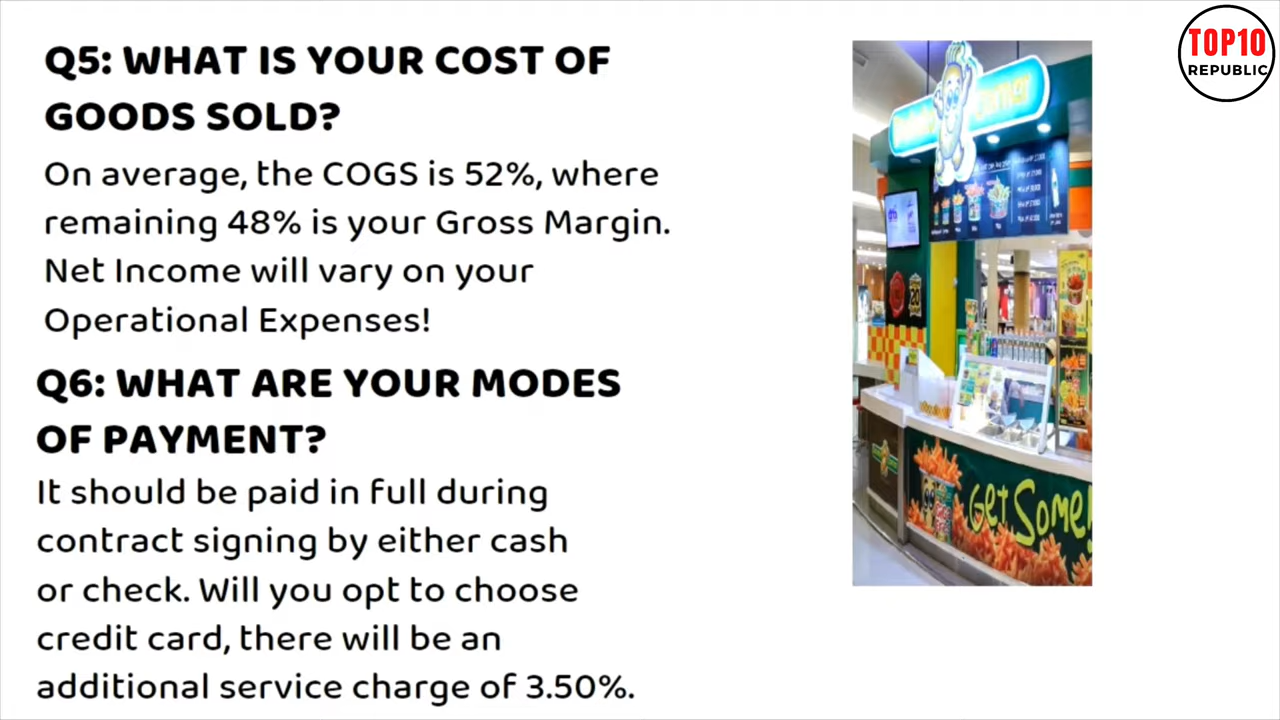 Q5: WHAT IS YOUR COST OF
GOODS SOLD?
On average, the COGS is 52%, where
remaining 48% is your Gross Margin.
Net Income will vary on your
Operational Expenses!
Q6: WHAT ARE YOUR MODES
OF PAYMENT?
It should be paid in full during
contract signing by either cash
or check. Will you opt to choose
credit card, there will be an
additional service charge of 3.50%.
TOP10
REPUBLIC
Get Some!